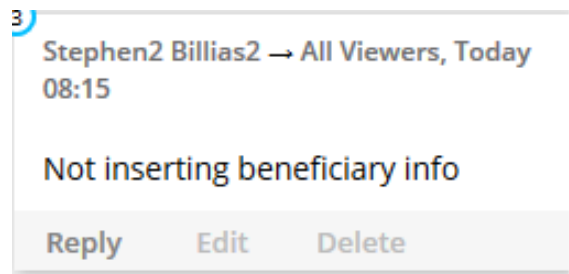 3
Stephen2 Billias2 → All Viewers, Today
08:15
Not inserting beneficiary info
Reply Edit Delete